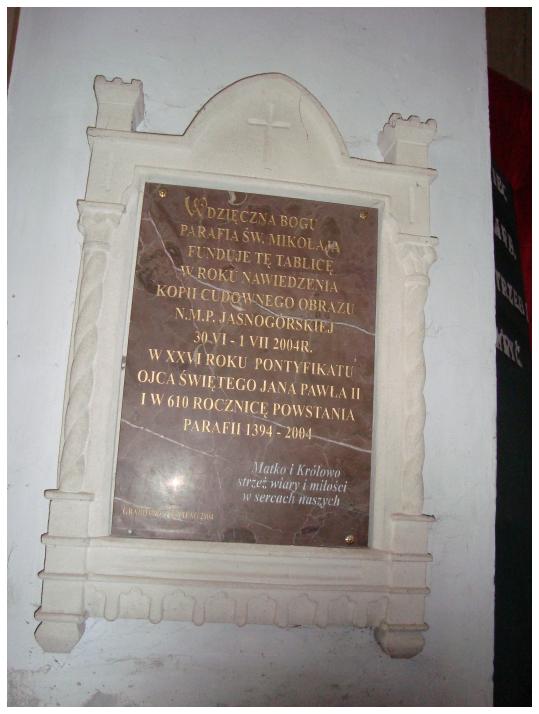 WDZIĘCZNA BOGU
PARAFIA ŚW. MIKOŁAJA
FUNDUJE TĘ TABLICĘ
W ROKU NAWIEDZENIA
KOPII CUDOWNEGO OBRAZU
N.M.P. JASNOGÓRSKIEJ
30 VI - 1 VII 2004R.
W XXVI ROKU PONTYFIKATU
OJCA ŚWIĘTEGO JANA PAWŁA II
I W 610 ROCZNICĘ POWSTANIA
PARAFII 1394 - 2004
Matko i Królowo
strzeż wiary i miłości
w sercach naszych
2004